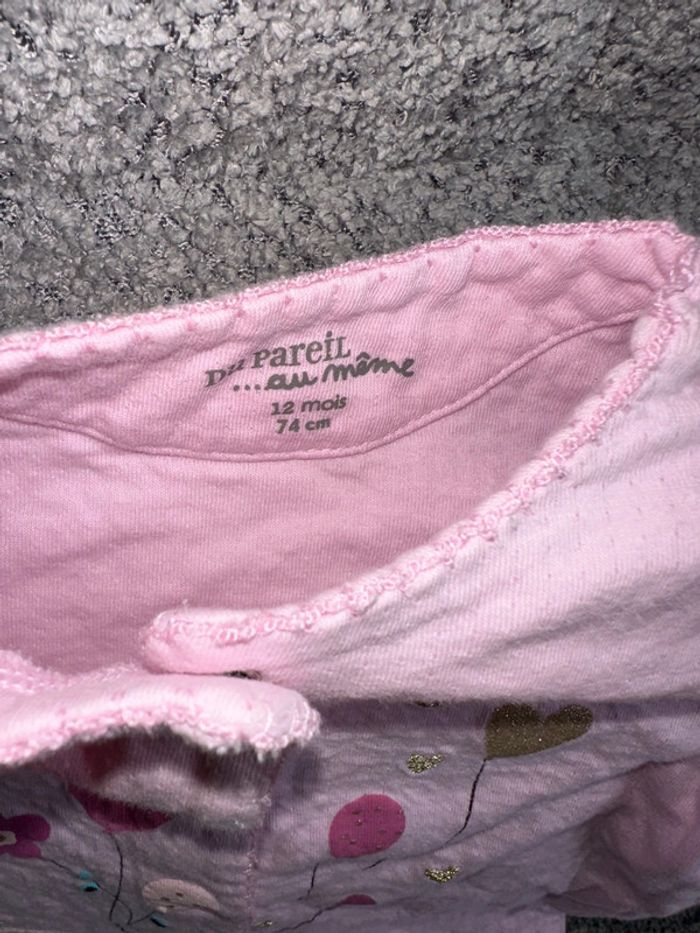 Du PareiL
...au même
12 mois
74 cm